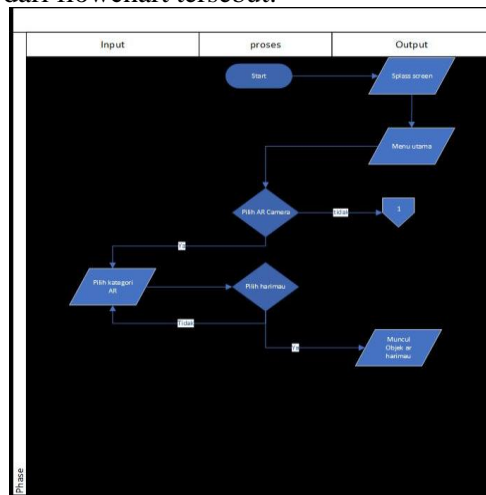 dari flowchart tersebut.
Input proses Output
Start
Splass screen
Menu utama
Pilih AR Camera
tidak
1
Ya
Pilih kategori
AR
Pilih harimau
Tidak
Ya
Muncul
Objek ar
harimau
Phase